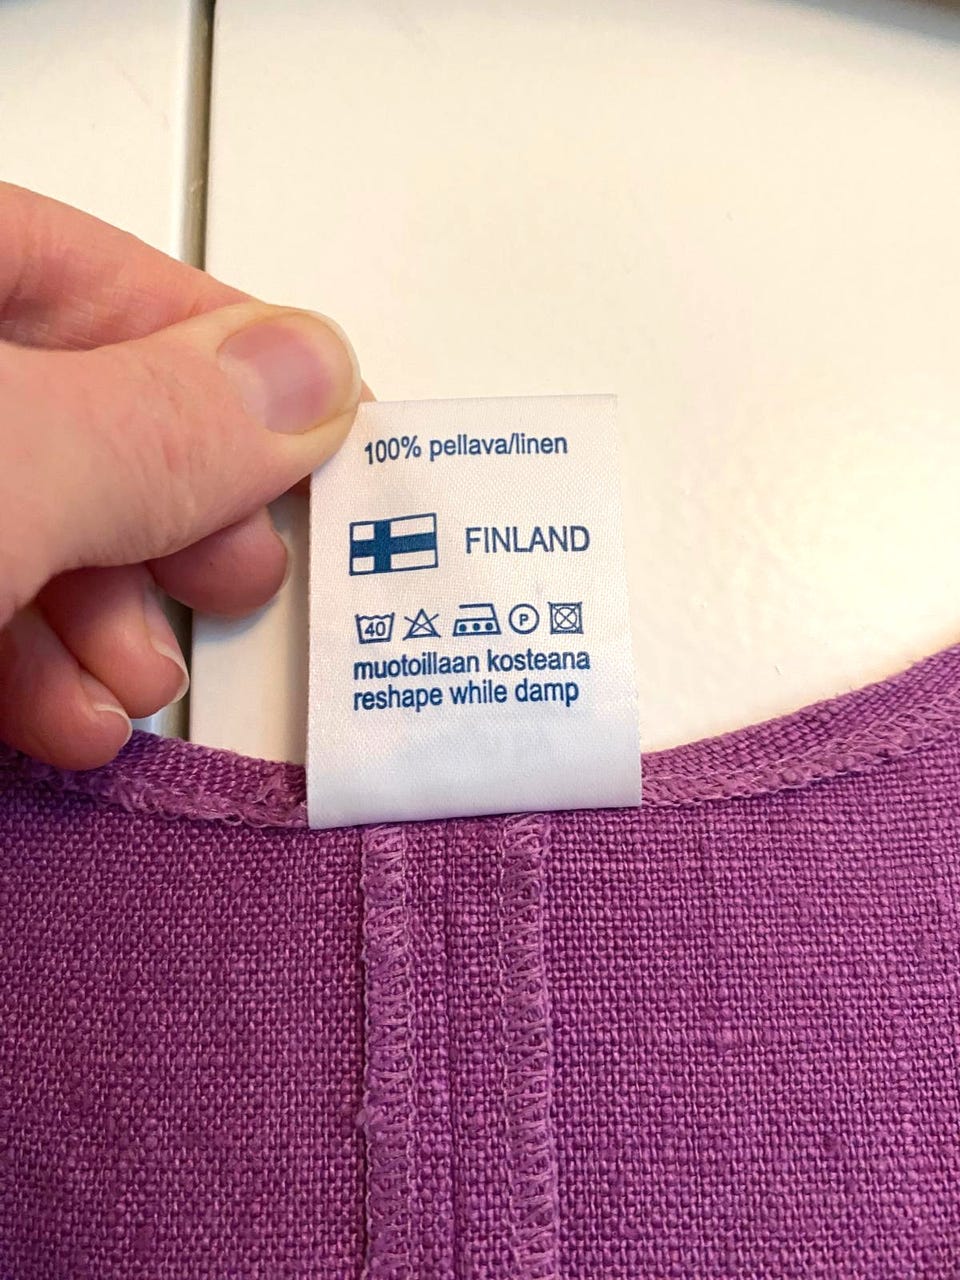 100% pellava/linen
FINLAND
40 P
muotoillaan kosteana
reshape while damp